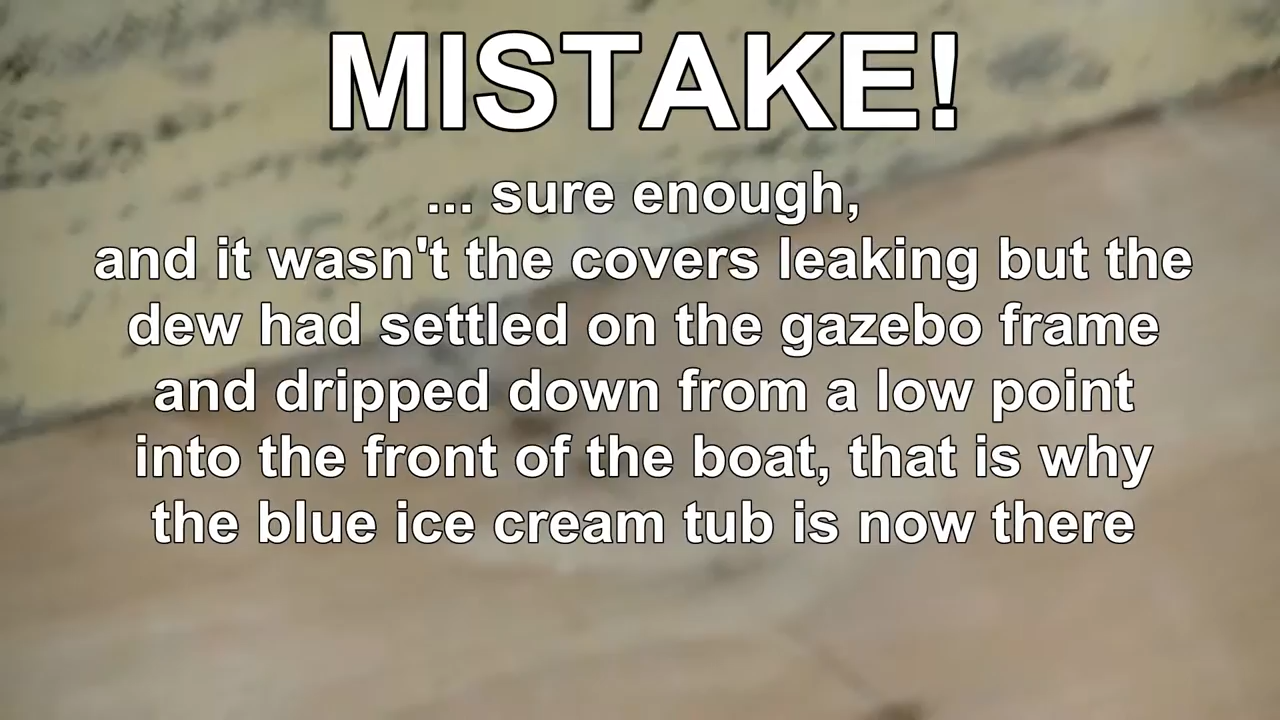 MISTAKE!
... sure enough,
and it wasn't the covers leaking but the
dew had settled on the gazebo frame
and dripped down from a low point
into the front of the boat, that is why
the blue ice cream tub is now there